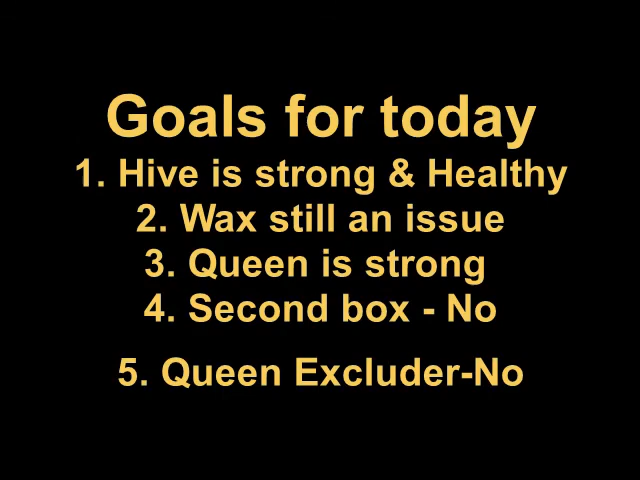 Goals for today
1. Hive is strong & Healthy
2. Wax still an issue
3. Queen is strong
4. Second box - No
5. Queen Excluder-No